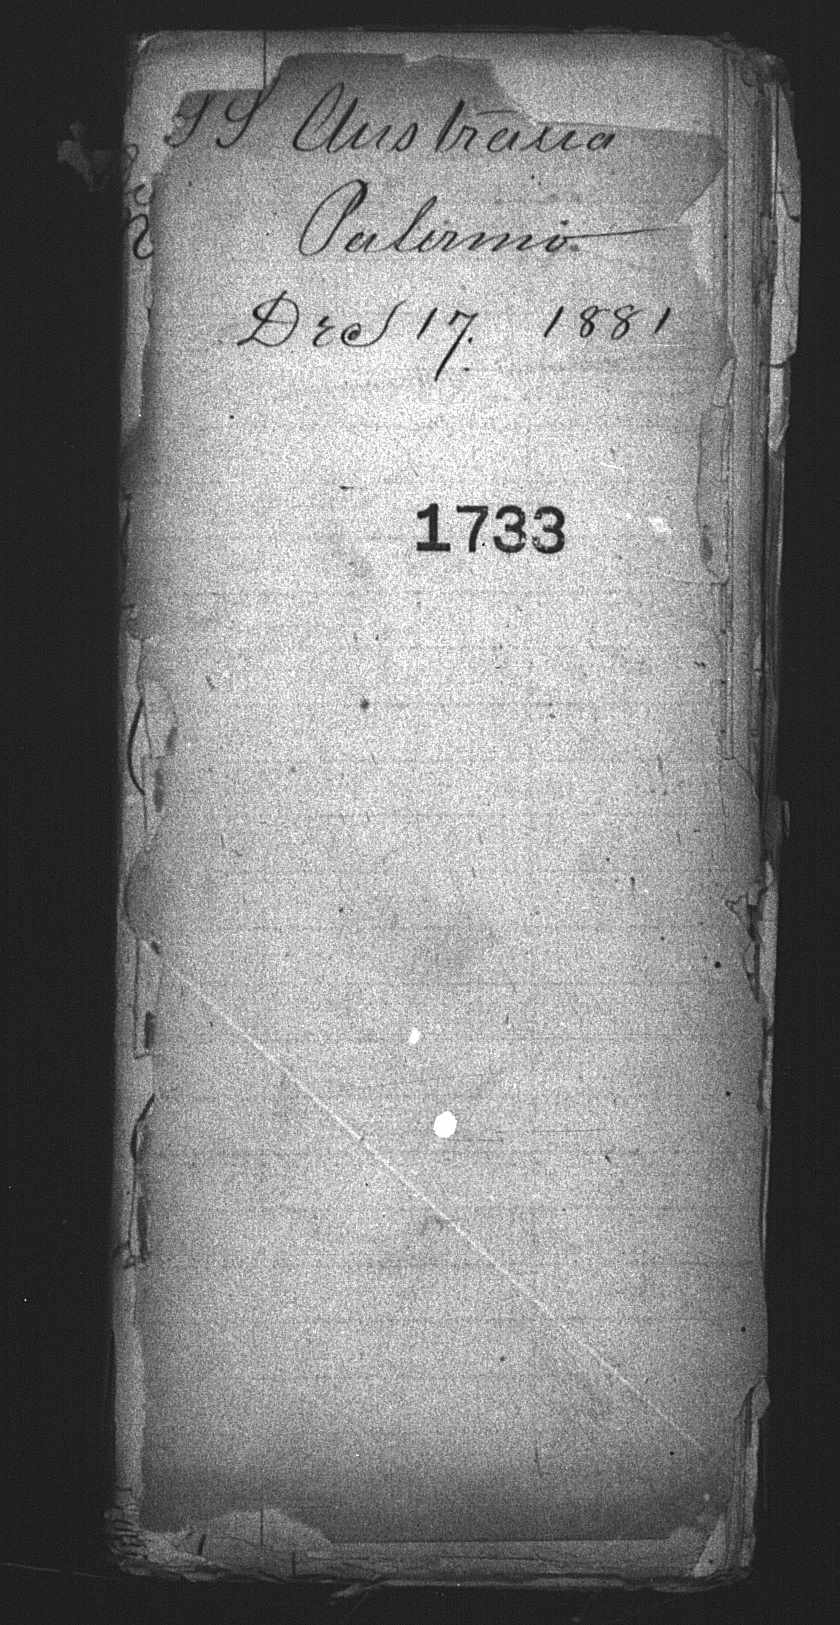 SS Australia
Palermo
Dec 17 1881
1733